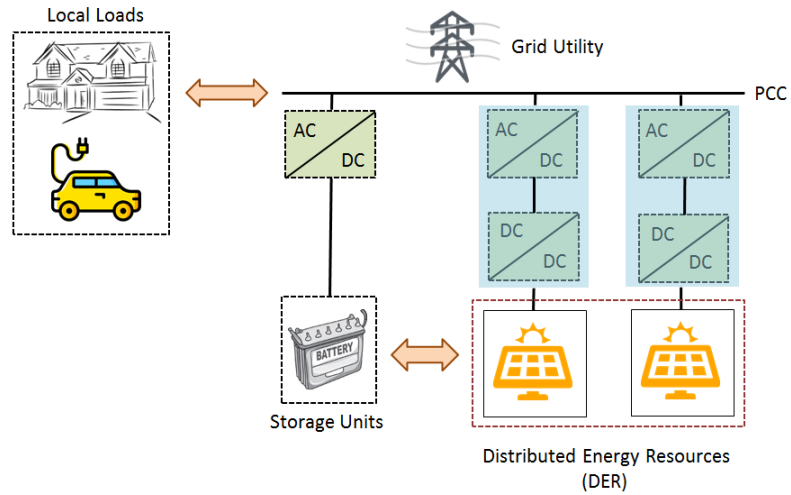 Local Loads
Grid Utility
PCC
AC
DC
AC
DC
AC
DC
DC
DC
DC
DC
BATTERY
Storage Units
Distributed Energy Resources
(DER)